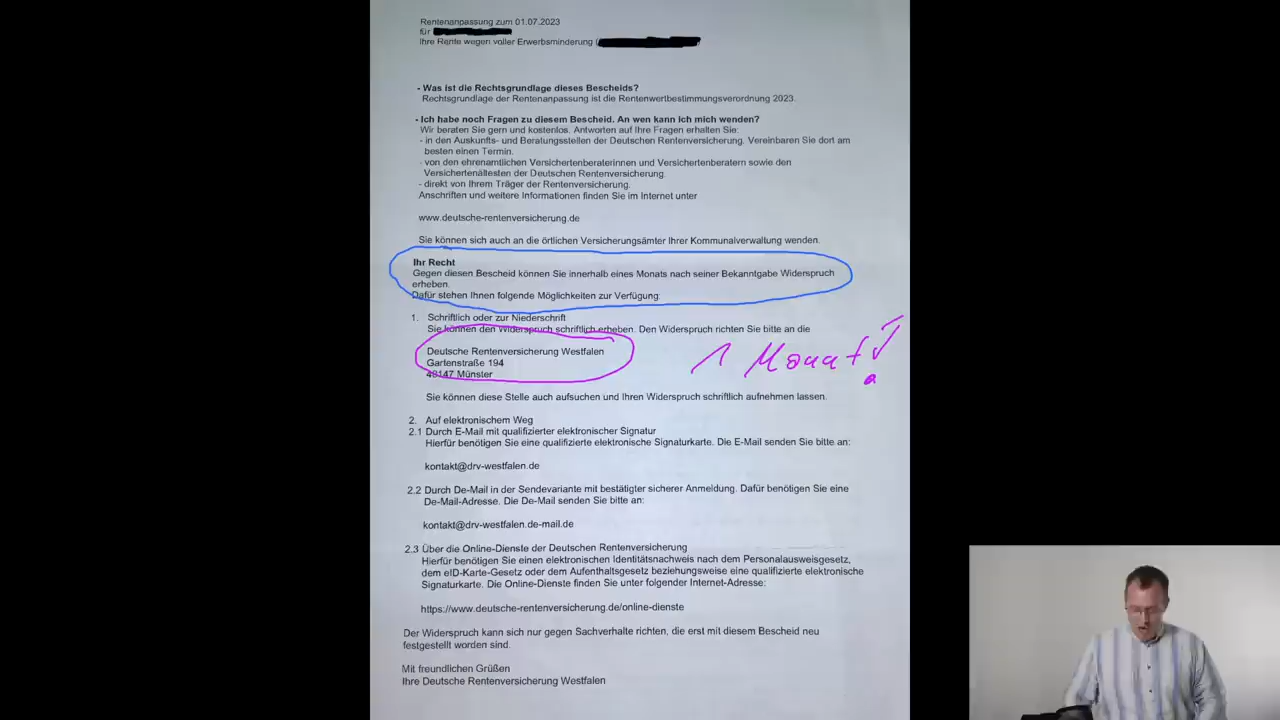 Rentenanpassung zum 01.07.2023
für
Ihre Rente wegen voller Erwerbsminderung (
- Was ist die Rechtsgrundlage dieses Bescheids?
Rechtsgrundlage der Rentenanpassung ist die Rentenwertbestimmungsverordnung 2023.
- Ich habe noch Fragen zu diesem Bescheid. An wen kann ich mich wenden?
Wir beraten Sie gern und kostenlos. Antworten auf Ihre Fragen erhalten Sie:
- in den Auskunfts- und Beratungsstellen der Deutschen Rentenversicherung. Vereinbaren Sie dort am
besten einen Termin.
- von den ehrenamtlichen Versichertenberaterinnen und Versichertenberatern sowie den
Versichertenältesten der Deutschen Rentenversicherung.
- direkt von Ihrem Träger der Rentenversicherung.
Anschriften und weitere Informationen finden Sie im Internet unter
www.deutsche-rentenversicherung.de
Sie können sich auch an die örtlichen Versicherungsämter Ihrer Kommunalverwaltung wenden.
Ihr Recht
Gegen diesen Bescheid können Sie innerhalb eines Monats nach seiner Bekanntgabe Widerspruch
erheben.
Dafür stehen Ihnen folgende Möglichkeiten zur Verfügung:
1. Schriftlich oder zur Niederschrift
Sie können den Widerspruch schriftlich erheben. Den Widerspruch richten Sie bitte an die
Deutsche Rentenversicherung Westfalen
Gartenstraße 194
48147 Münster
1 Monat!
Sie können diese Stelle auch aufsuchen und Ihren Widerspruch schriftlich aufnehmen lassen.
2. Auf elektronischem Weg
2.1 Durch E-Mail mit qualifizierter elektronischer Signatur
Hierfür benötigen Sie eine qualifizierte elektronische Signaturkarte. Die E-Mail senden Sie bitte an:
kontakt@drv-westfalen.de
2.2 Durch De-Mail in der Sendevariante mit bestätigter sicherer Anmeldung. Dafür benötigen Sie eine
De-Mail-Adresse. Die De-Mail senden Sie bitte an:
kontakt@drv-westfalen.de-mail.de
2.3 Über die Online-Dienste der Deutschen Rentenversicherung
Hierfür benötigen Sie einen elektronischen Identitätsnachweis nach dem Personalausweisgesetz,
dem eID-Karte-Gesetz oder dem Aufenthaltsgesetz beziehungsweise eine qualifizierte elektronische
Signaturkarte. Die Online-Dienste finden Sie unter folgender Internet-Adresse:
https://www.deutsche-rentenversicherung.de/online-dienste
Der Widerspruch kann sich nur gegen Sachverhalte richten, die erst mit diesem Bescheid neu
festgestellt worden sind.
Mit freundlichen Grüßen
Ihre Deutsche Rentenversicherung Westfalen